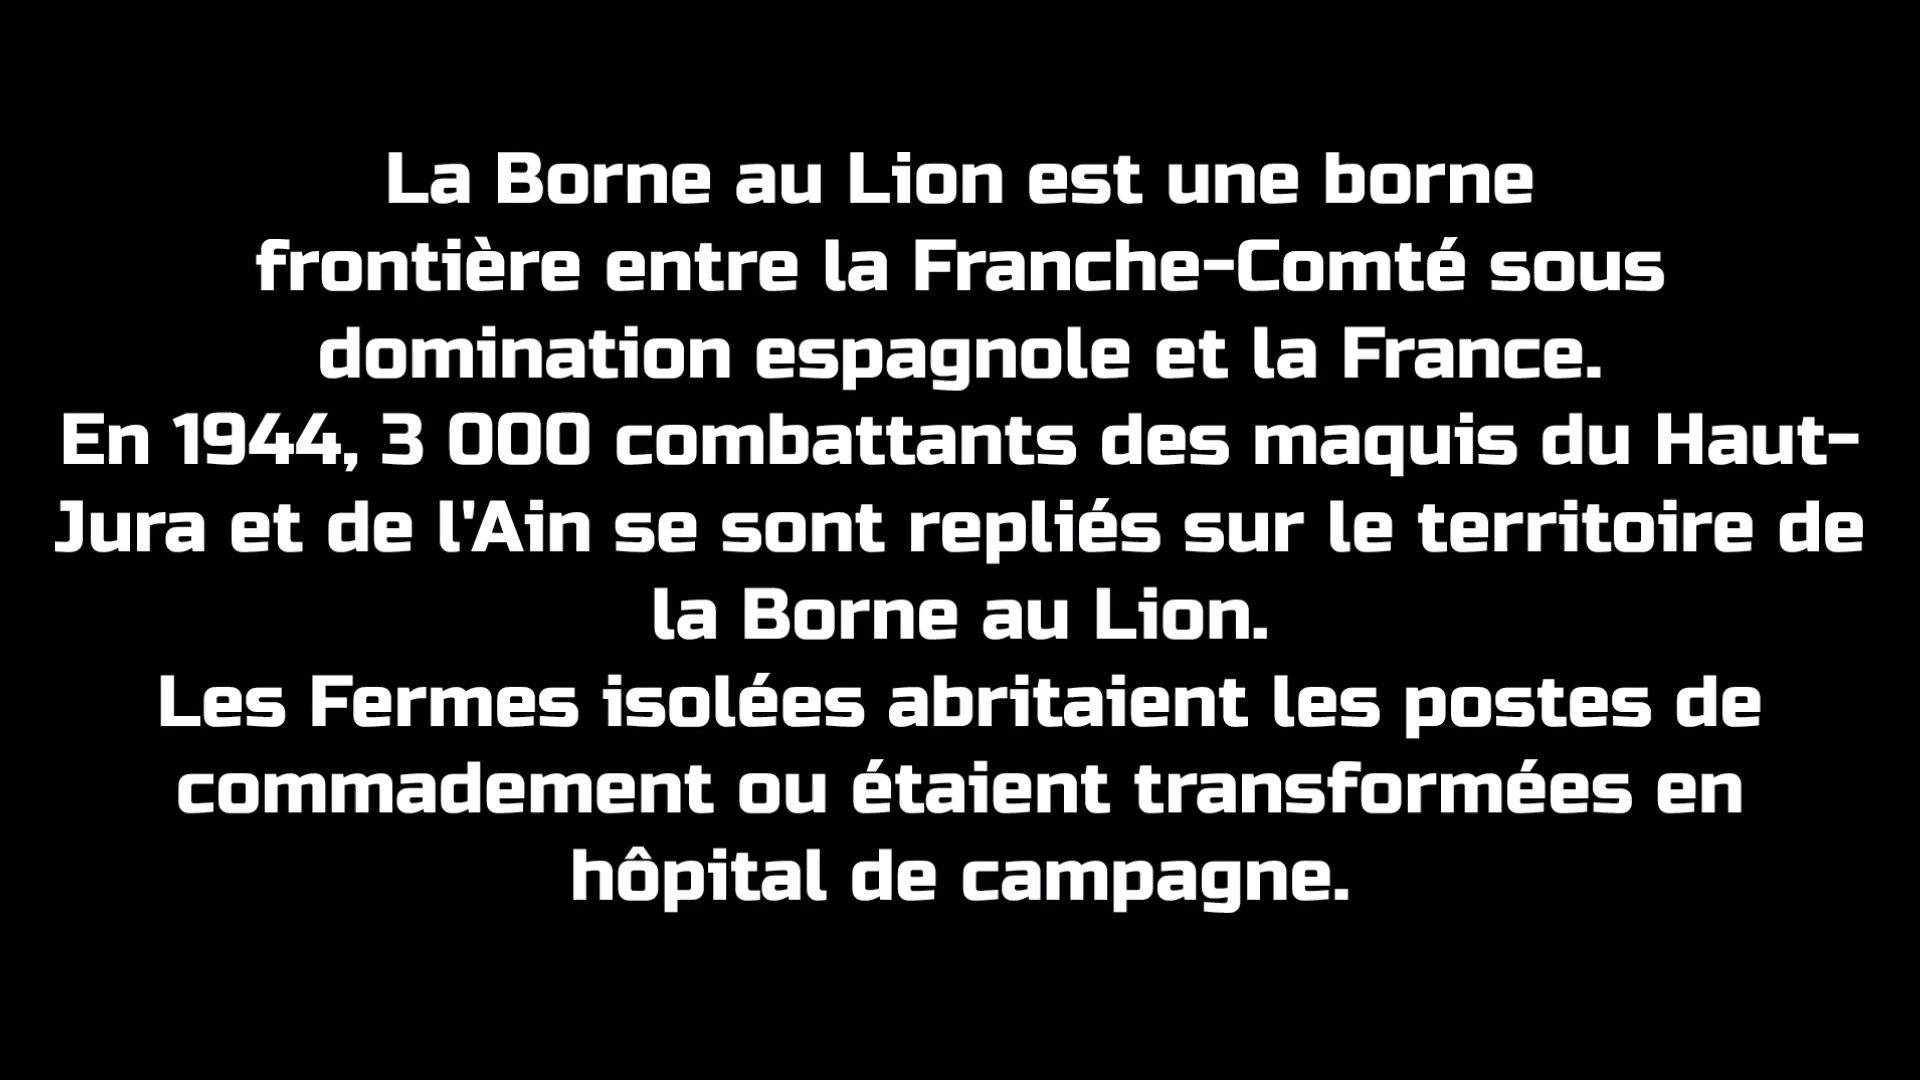 La Borne au Lion est une borne
frontière entre la Franche-Comté sous
domination espagnole et la France.
En 1944, 3 000 combattants des maquis du Haut-
Jura et de l'Ain se sont repliés sur le territoire de
la Borne au Lion.
Les Fermes isolées abritaient les postes de
commadement ou étaient transformées en
hôpital de campagne.